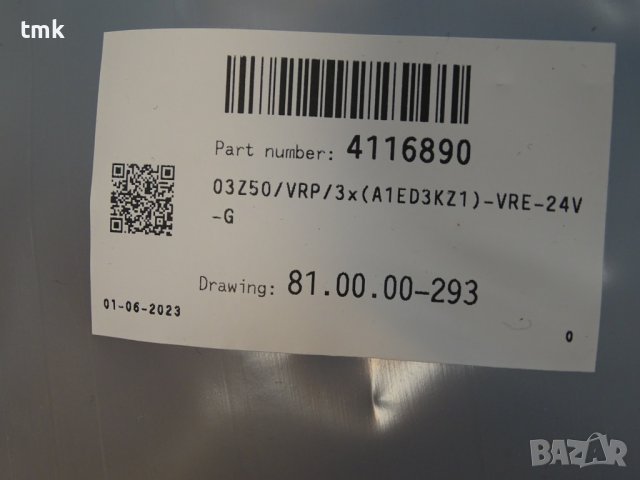 tmk
Part number: 4116890
03Z50/VRP/3x(A1ED3KZ1)-VRE-24V
-G
Drawing: 81.00.00-293
01-06-2023
0
BAZAR